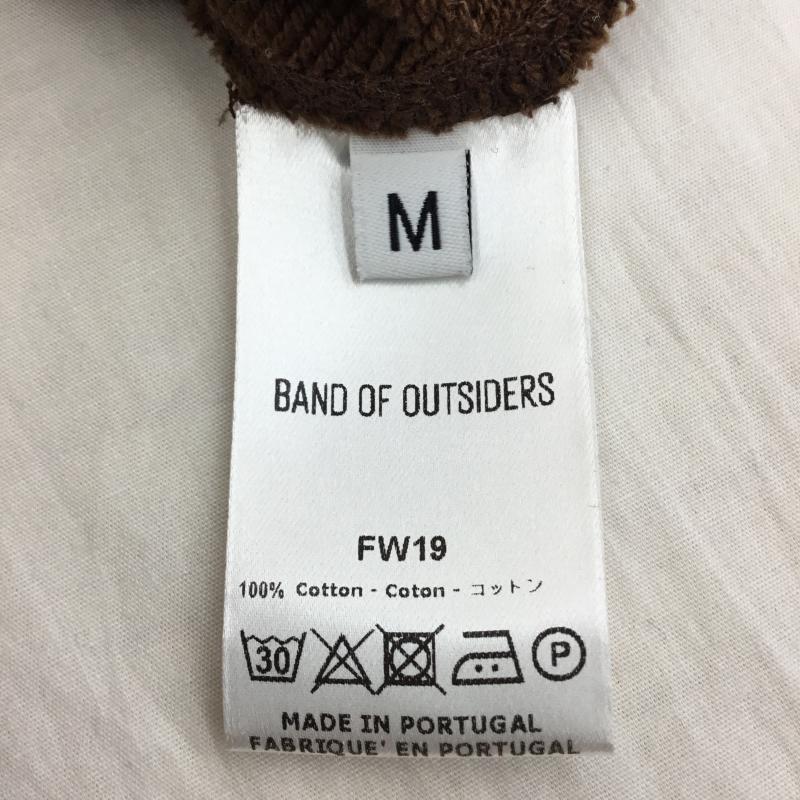 M
BAND OF OUTSIDERS
FW19
100% Cotton - Coton - コットン
30 P
MADE IN PORTUGAL
FABRIQUE' EN PORTUGAL